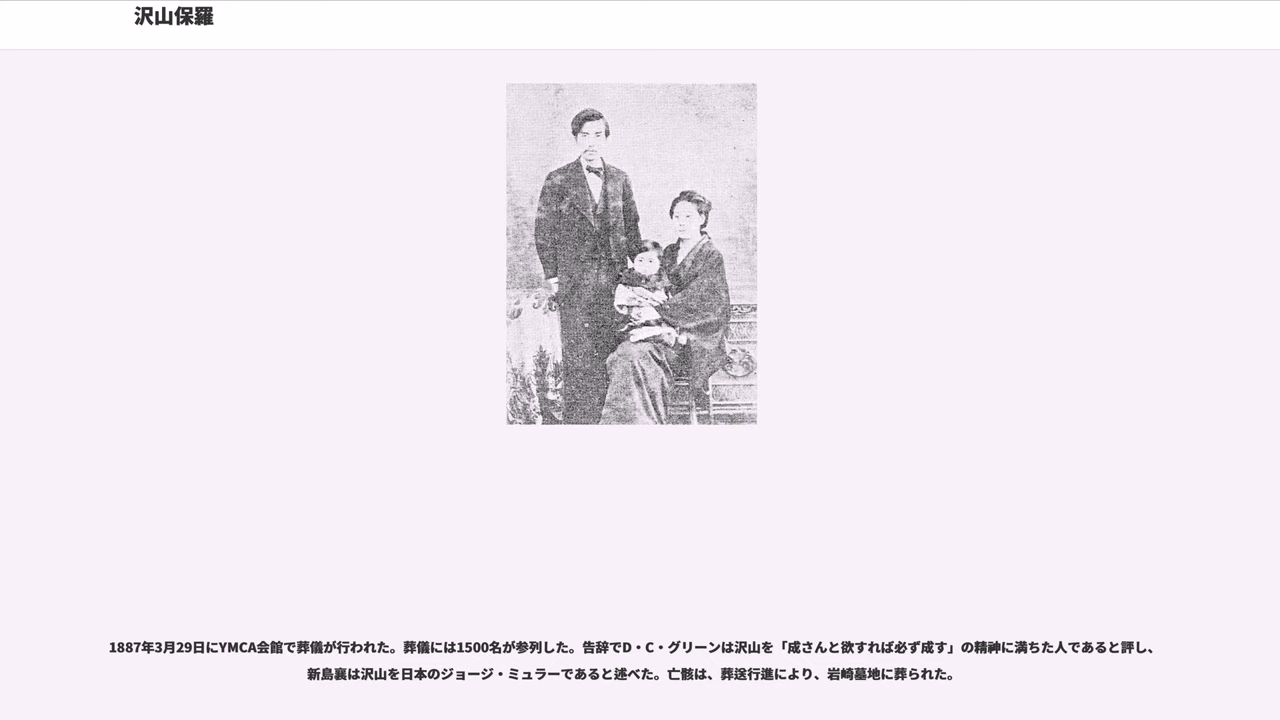 沢山保羅
1887年3月29日にYMCA会館で葬儀が行われた。葬儀には1500名が参列した。告辞でD・C・グリーンは沢山を「成さんと欲すれば必ず成す」の精神に満ちた人であると評し、
新島襄は沢山を日本のジョージ・ミュラーであると述べた。亡骸は、葬送行進により、岩崎墓地に葬られた。